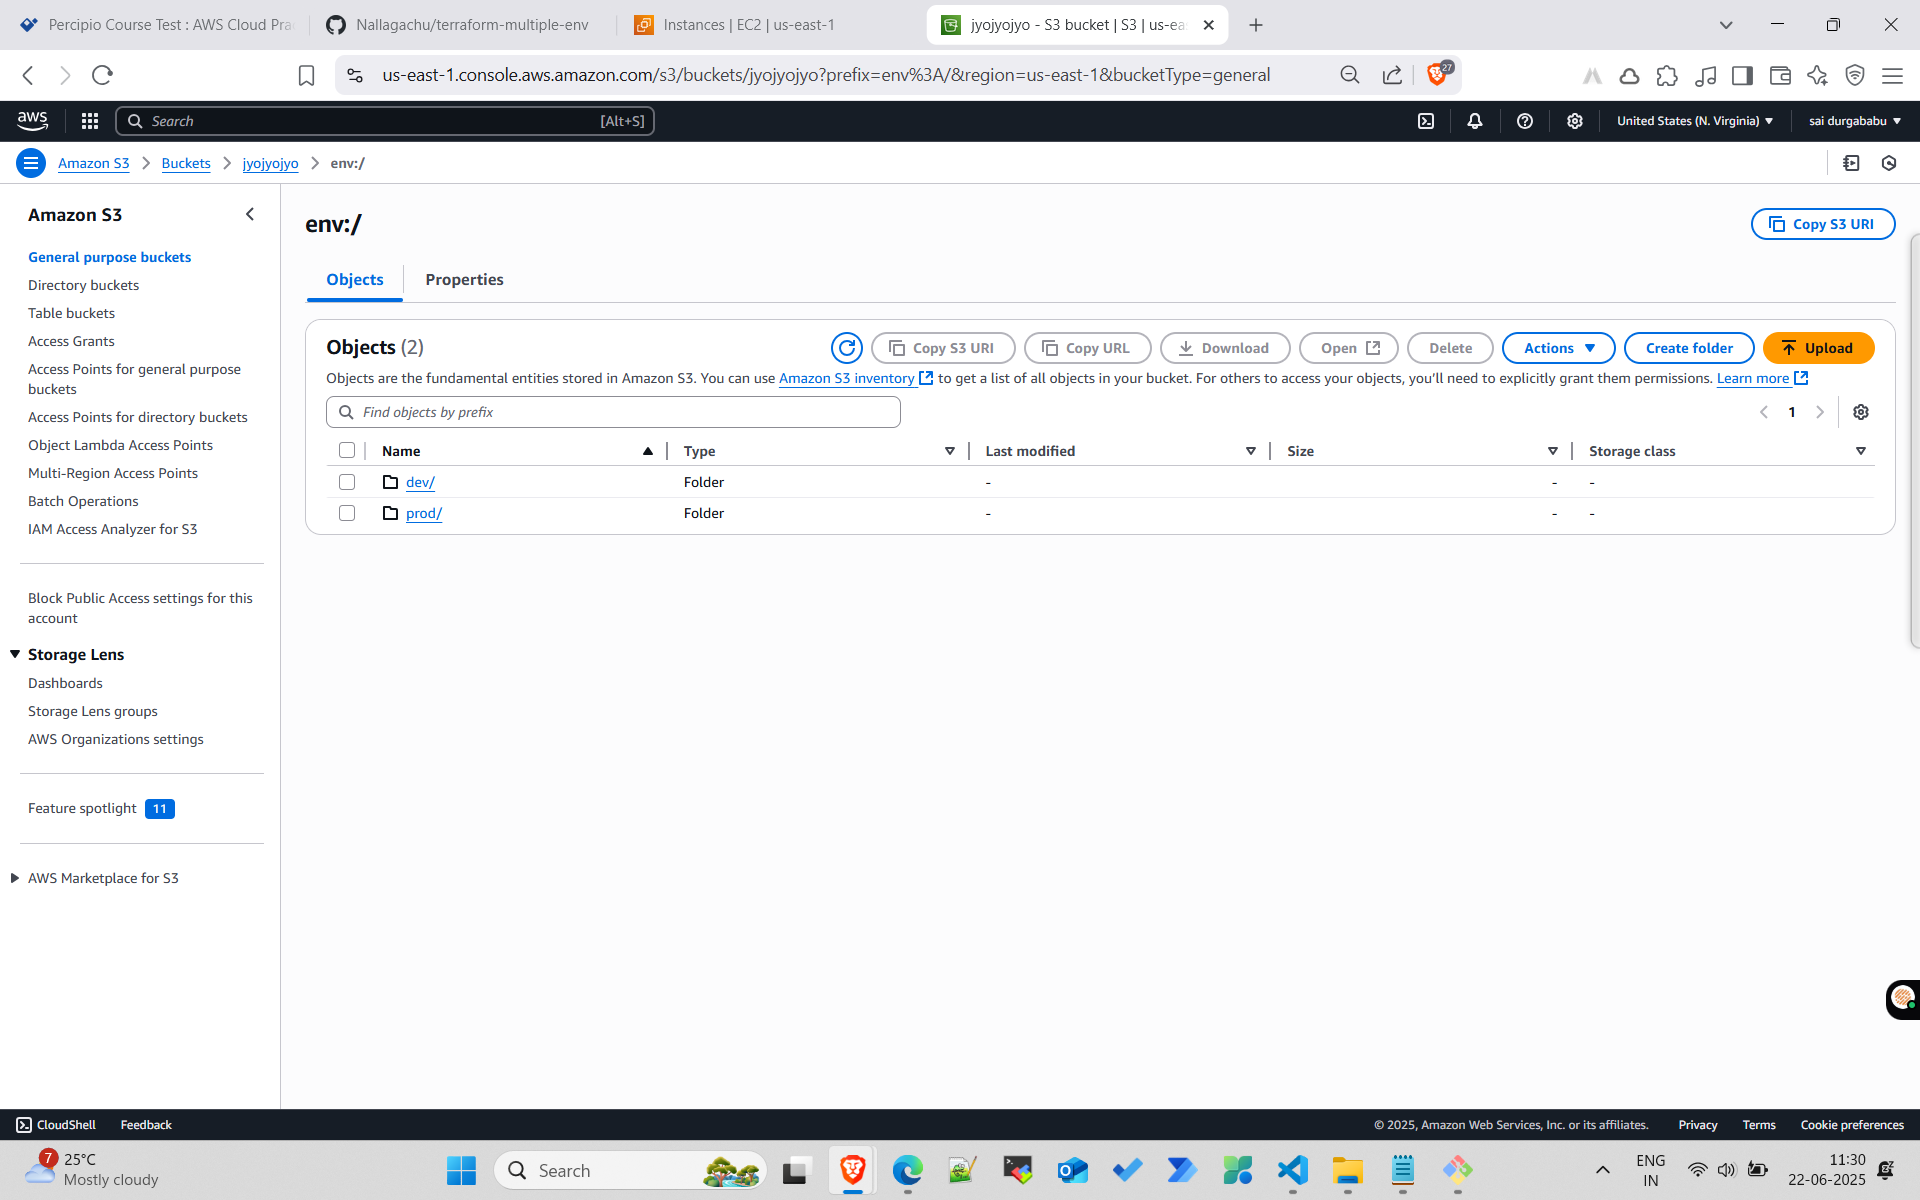 Percipio Course Test : AWS Cloud Pra
Nallagachu/terraform-multiple-env
Instances | EC2 | us-east-1
jyojyojyo - S3 bucket | S3 | us-ea
us-east-1.console.aws.amazon.com/s3/buckets/jyojyojyo?prefix=env%3A/&region=us-east-1&bucketType=general
27
aws
Search
[Alt+S]
United States (N. Virginia)
sai durgababu
Amazon S3
Buckets
jyojyojyo
env:/
Amazon S3
General purpose buckets
Directory buckets
Table buckets
Access Grants
Access Points for general purpose
buckets
Access Points for directory buckets
Object Lambda Access Points
Multi-Region Access Points
Batch Operations
IAM Access Analyzer for S3
Block Public Access settings for this
account
Storage Lens
Dashboards
Storage Lens groups
AWS Organizations settings
Feature spotlight 11
AWS Marketplace for S3
env:/
Copy S3 URI
Objects
Properties
Objects (2)
Copy S3 URI
Copy URL
Download
Open
Delete
Actions
Create folder
Upload
Objects are the fundamental entities stored in Amazon S3. You can use Amazon S3 inventory to get a list of all objects in your bucket. For others to access your objects, you'll need to explicitly grant them permissions. Learn more
Find objects by prefix
1
Name Type Last modified Size Storage class
dev/ Folder - - -
prod/ Folder - - -
CloudShell
Feedback
© 2025, Amazon Web Services, Inc. or its affiliates.
Privacy
Terms
Cookie preferences
7
25°C
Mostly cloudy
Search
ENG
IN
11:30
22-06-2025